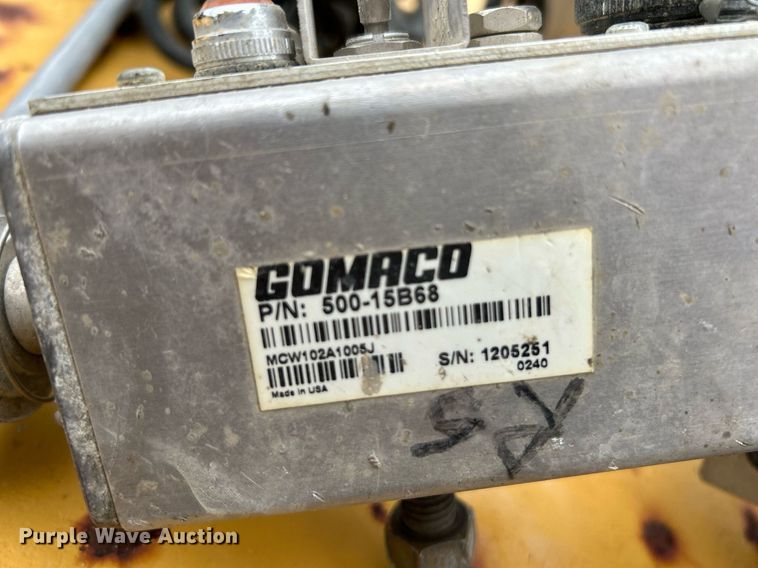 GOMACO
P/N: 500-15B68
MCW102A1005J
S/N: 1205251
0240
Made in USA
Purple Wave Auction